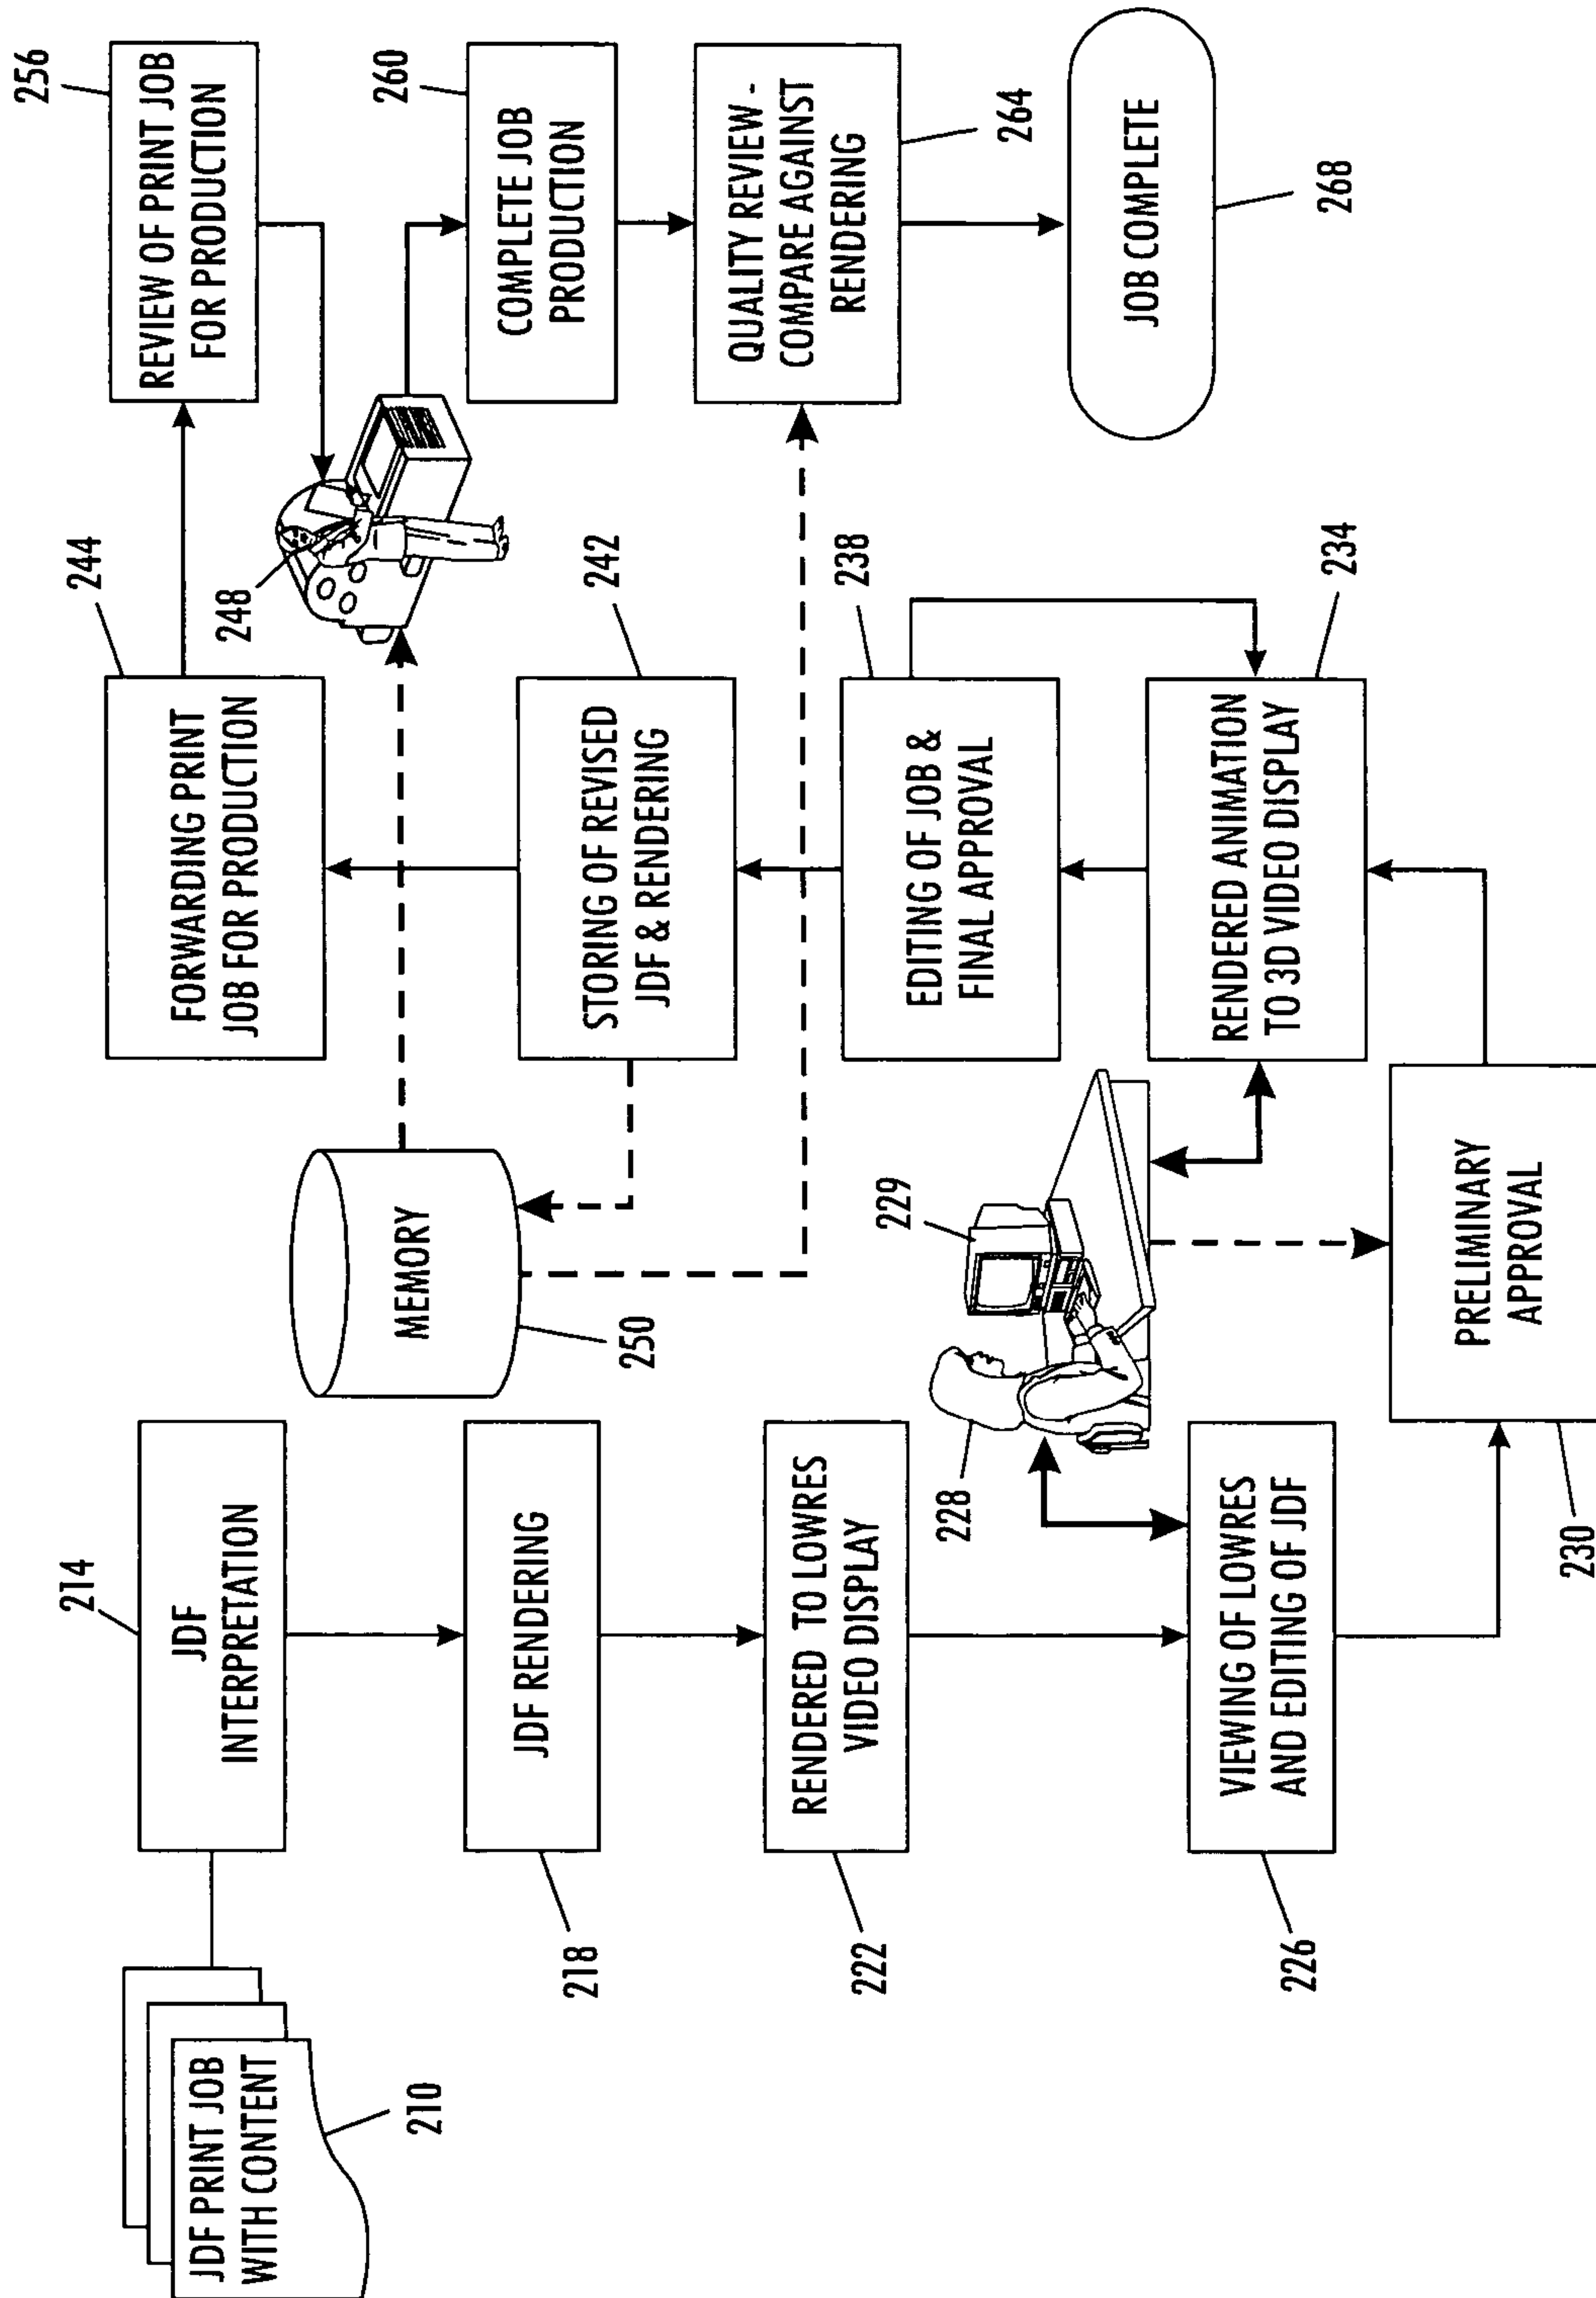 JDF PRINT JOB
WITH CONTENT
210
214
JDF
INTERPRETATION
JDF RENDERING
218
RENDERED TO LOWRES
VIDEO DISPLAY
222
VIEWING OF LOWRES
AND EDITING OF JDF
226
228
229
PRELIMINARY
APPROVAL
230
RENDERED ANIMATION
TO 3D VIDEO DISPLAY
234
EDITING OF JOB &
FINAL APPROVAL
238
STORING OF REVISED
JDF & RENDERING
242
MEMORY
250
FORWARDING PRINT
JOB FOR PRODUCTION
244
248
REVIEW OF PRINT JOB
FOR PRODUCTION
256
COMPLETE JOB
PRODUCTION
260
QUALITY REVIEW -
COMPARE AGAINST
RENDERING
264
JOB COMPLETE
268